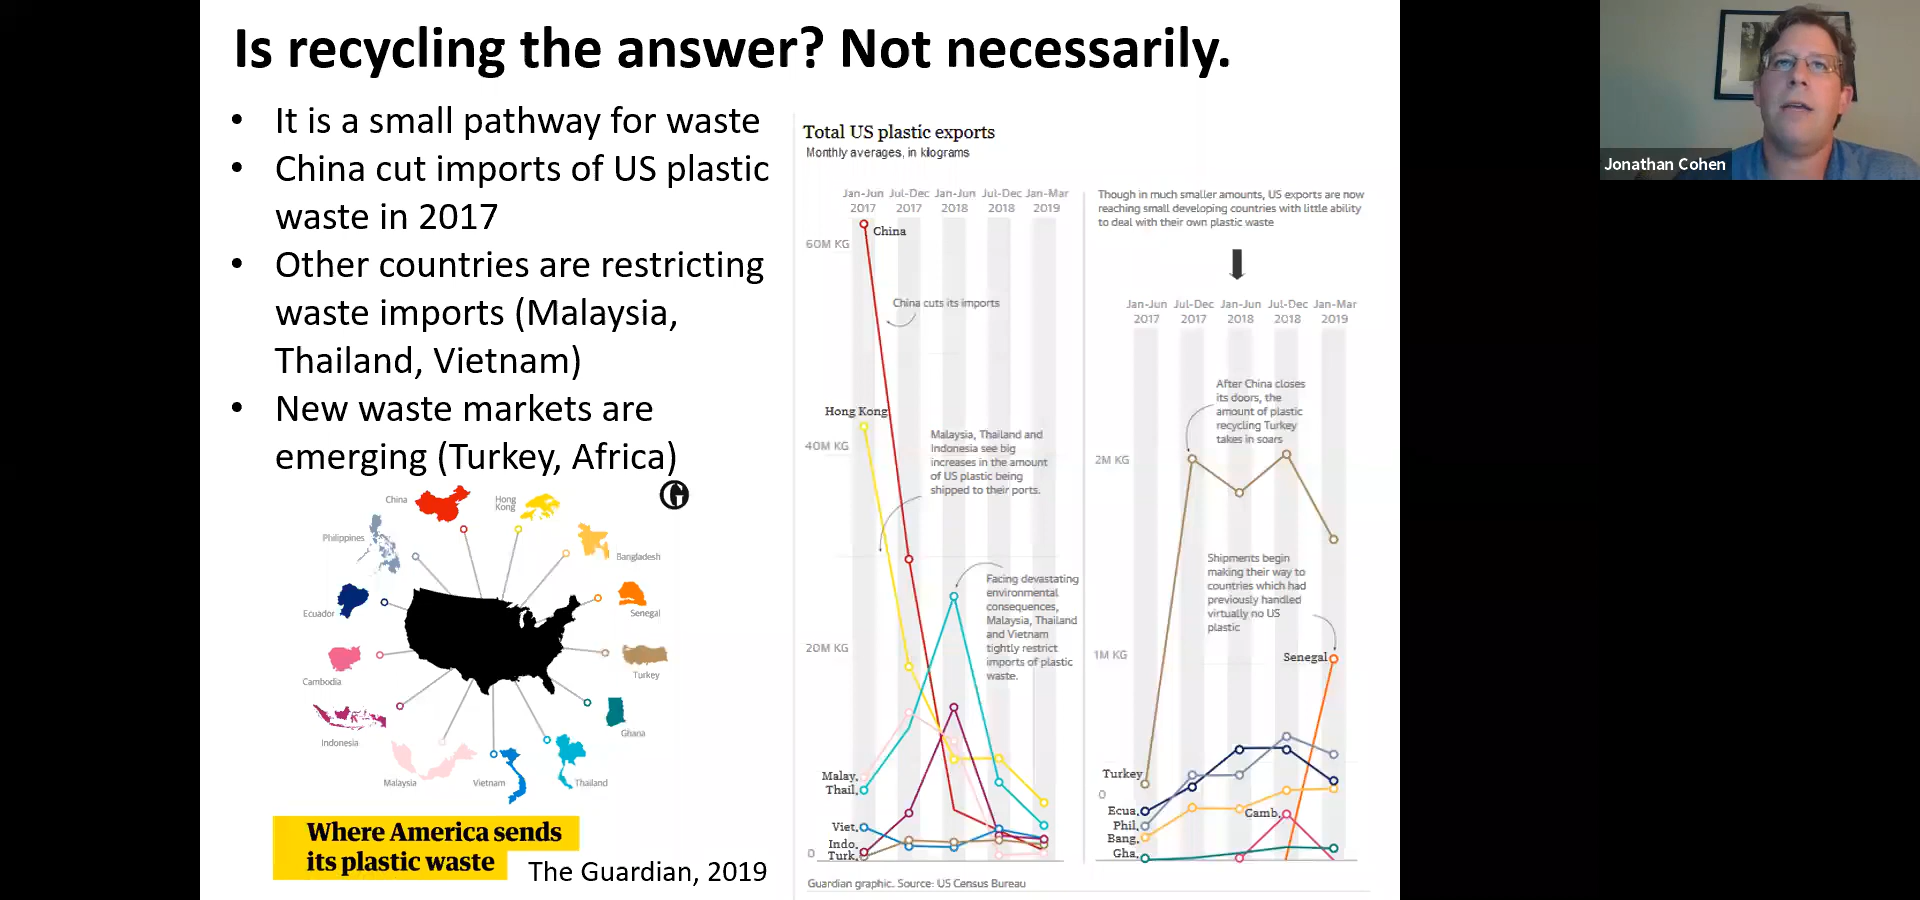 Is recycling the answer? Not necessarily.
• It is a small pathway for waste
• China cut imports of US plastic
waste in 2017
• Other countries are restricting
waste imports (Malaysia,
Thailand, Vietnam)
• New waste markets are
emerging (Turkey, Africa)
China
Hong
Kong
Philippines
Bangladesh
Ecuador
Senegal
Cambodia
Turkey
Indonesia
Ghana
Malaysia
Vietnam
Thailand
Where America sends
its plastic waste
The Guardian, 2019
Total US plastic exports
Monthly averages, in kilograms
Jan-Jun Jul-Dec Jan-Jun Jul-Dec Jan-Mar
2017 2017 2018 2018 2019
60M KG
China
China cuts its imports
Hong Kong
40M KG
Malaysia, Thailand and
Indonesia see big
increases in the amount
of US plastic being
shipped to their ports.
Facing devastating
environmental
consequences,
Malaysia, Thailand
and Vietnam
tightly restrict
imports of plastic
waste.
20M KG
Malay.
Thail.
Viet.
Indo.
Turk.
0
Guardian graphic. Source: US Census Bureau
Though in much smaller amounts, US exports are now
reaching small developing countries with little ability
to deal with their own plastic waste
Jan-Jun Jul-Dec Jan-Jun Jul-Dec Jan-Mar
2017 2017 2018 2018 2019
After China closes
its doors, the
amount of plastic
recycling Turkey
takes in soars
2M KG
Shipments begin
making their way to
countries which had
previously handled
virtually no US
plastic
1M KG
Senegal
Turkey
0
Ecua.
Phil.
Bang.
Gha.
Camb.
Jonathan Cohen